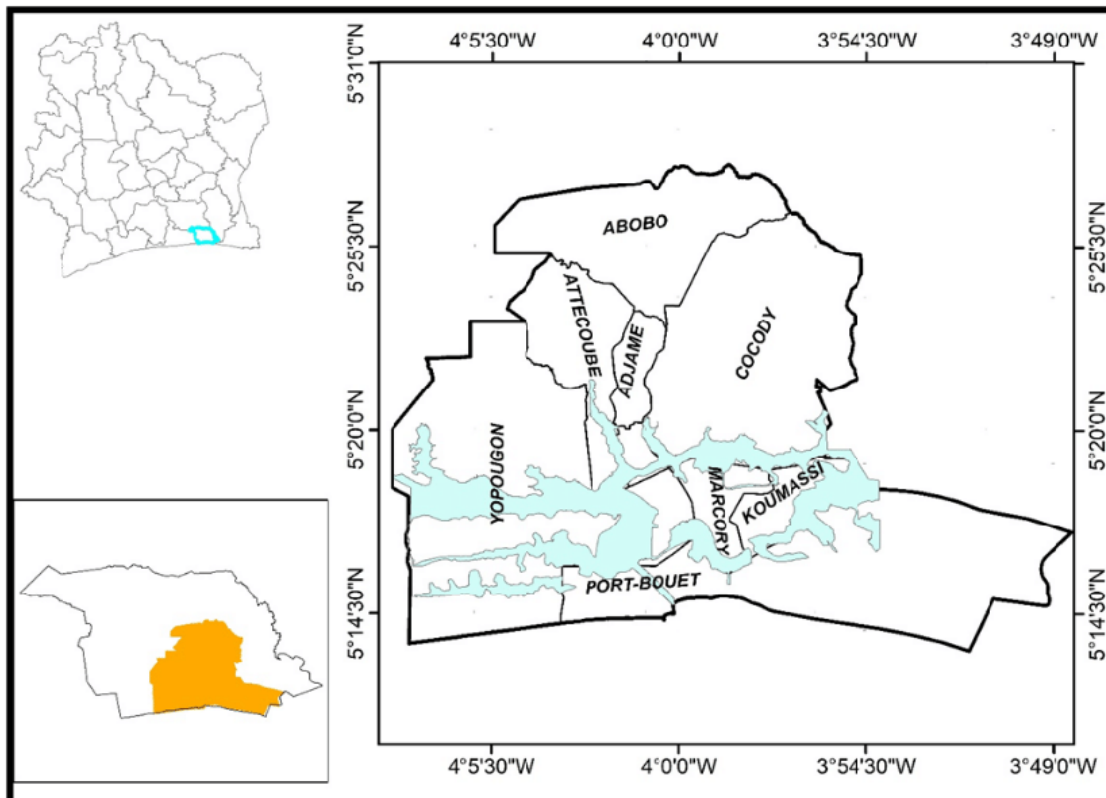 4°5'30"W
4°0'0"W
3°54'30"W
3°49'0"W
5°31'0"N
5°31'0"N
ABOBO
5°25'30"N
5°25'30"N
ATTECOUBE
ADJAME
COCODY
5°20'0"N
5°20'0"N
YOPOUGON
MARCORY
KOUMASSI
PORT-BOUET
5°14'30"N
5°14'30"N
4°5'30"W
4°0'0"W
3°54'30"W
3°49'0"W